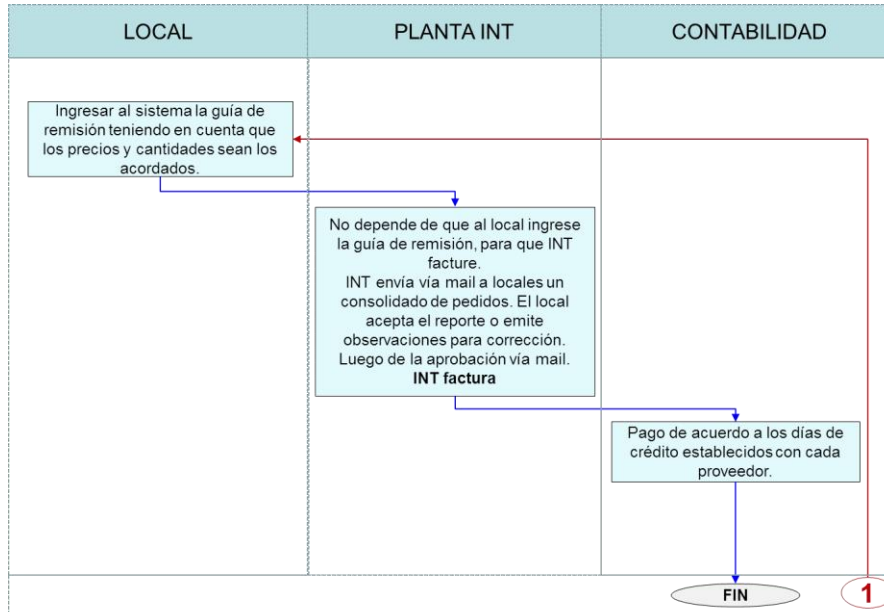 LOCAL
PLANTA INT
CONTABILIDAD
Ingresar al sistema la guía de
remisión teniendo en cuenta que
los precios y cantidades sean los
acordados.
No depende de que al local ingrese
la guía de remisión, para que INT
facture.
INT envía vía mail a locales un
consolidado de pedidos. El local
acepta el reporte o emite
observaciones para corrección.
Luego de la aprobación vía mail.
INT factura
Pago de acuerdo a los días de
crédito establecidos con cada
proveedor.
FIN
1